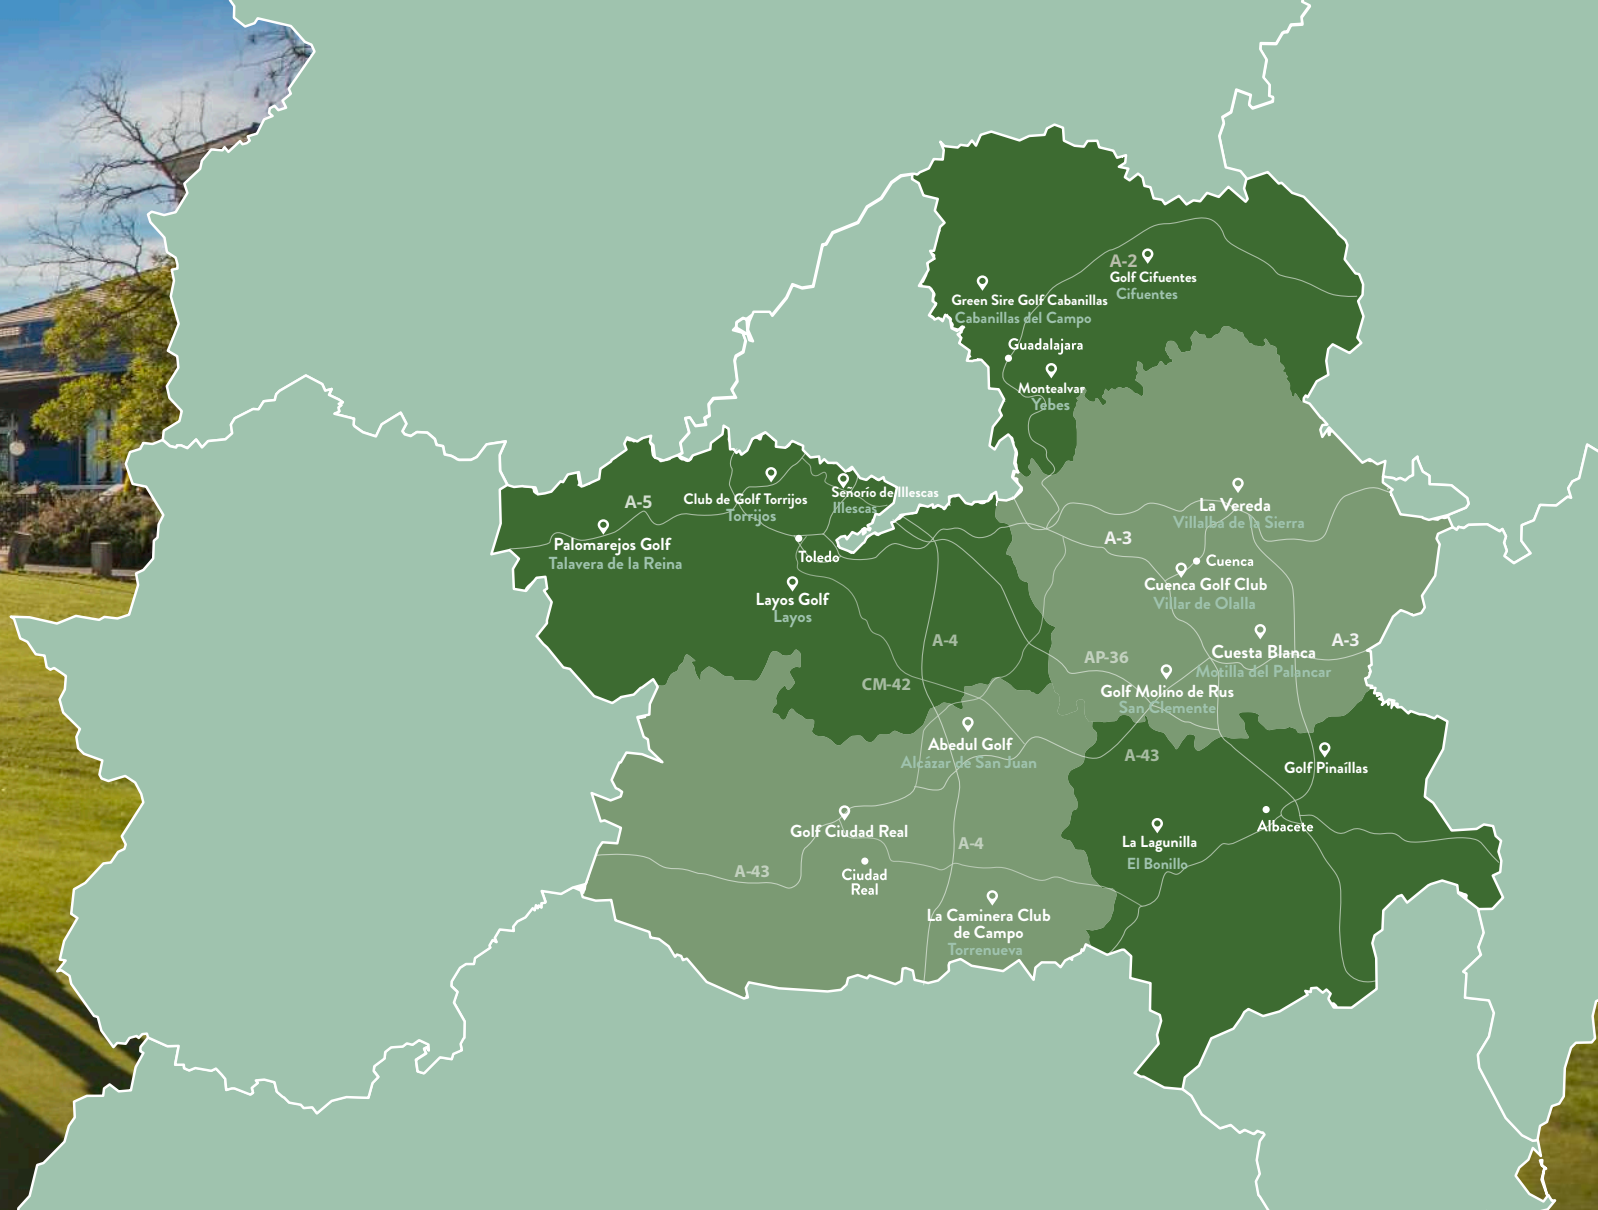 A-2
Golf Cifuentes
Cifuentes
Green Sire Golf Cabanillas
Cabanillas del Campo
Guadalajara
Montealvar
Yebes
A-5
Club de Golf Torrijos
Torrijos
Señorío de Illescas
Illescas
Palomarejos Golf
Talavera de la Reina
Toledo
Layos Golf
Layos
La Vereda
Villalba de la Sierra
A-3
Cuenca
Cuenca Golf Club
Villar de Olalla
A-4
CM-42
AP-36
Cuesta Blanca
Motilla del Palancar
A-3
Golf Molino de Rus
San Clemente
Abedul Golf
Alcázar de San Juan
A-43
Golf Pinaíllas
Golf Ciudad Real
A-4
A-43
Ciudad
Real
La Lagunilla
El Bonillo
Albacete
La Caminera Club
de Campo
Torrenueva